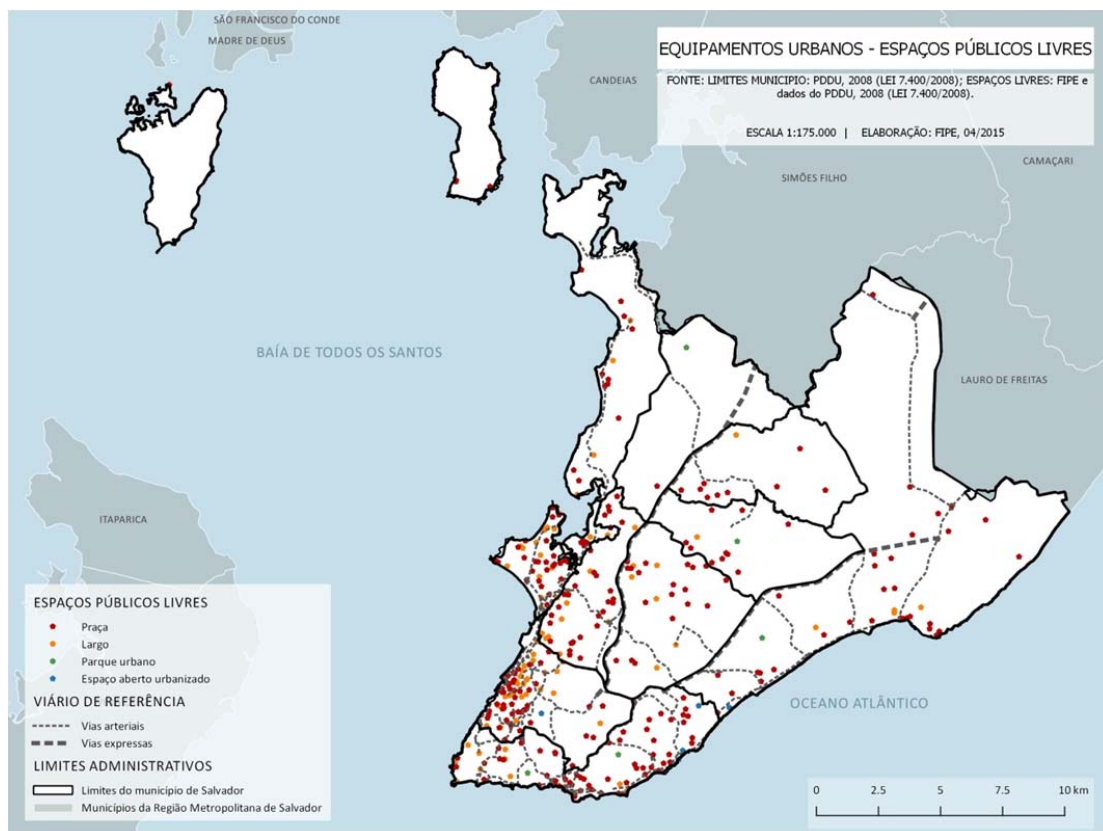 SÃO FRANCISCO DO CONDE
MADRE DE DEUS
EQUIPAMENTOS URBANOS - ESPAÇOS PÚBLICOS LIVRES
FONTE: LIMITES MUNICIPIO: PDDU, 2008 (LEI 7.400/2008); ESPAÇOS LIVRES: FIPE e
dados do PDDU, 2008 (LEI 7.400/2008).
ESCALA 1:175.000 | ELABORAÇÃO: FIPE, 04/2015
CANDEIAS
CAMAÇARI
SIMÕES FILHO
BAÍA DE TODOS OS SANTOS
LAURO DE FREITAS
ITAPARICA
OCEANO ATLÂNTICO
ESPAÇOS PÚBLICOS LIVRES
Praça
Largo
Parque urbano
Espaço aberto urbanizado
VIÁRIO DE REFERÊNCIA
Vias arteriais
Vias expressas
LIMITES ADMINISTRATIVOS
Limites do município de Salvador
Municípios da Região Metropolitana de Salvador
0 2.5 5 7.5 10 km